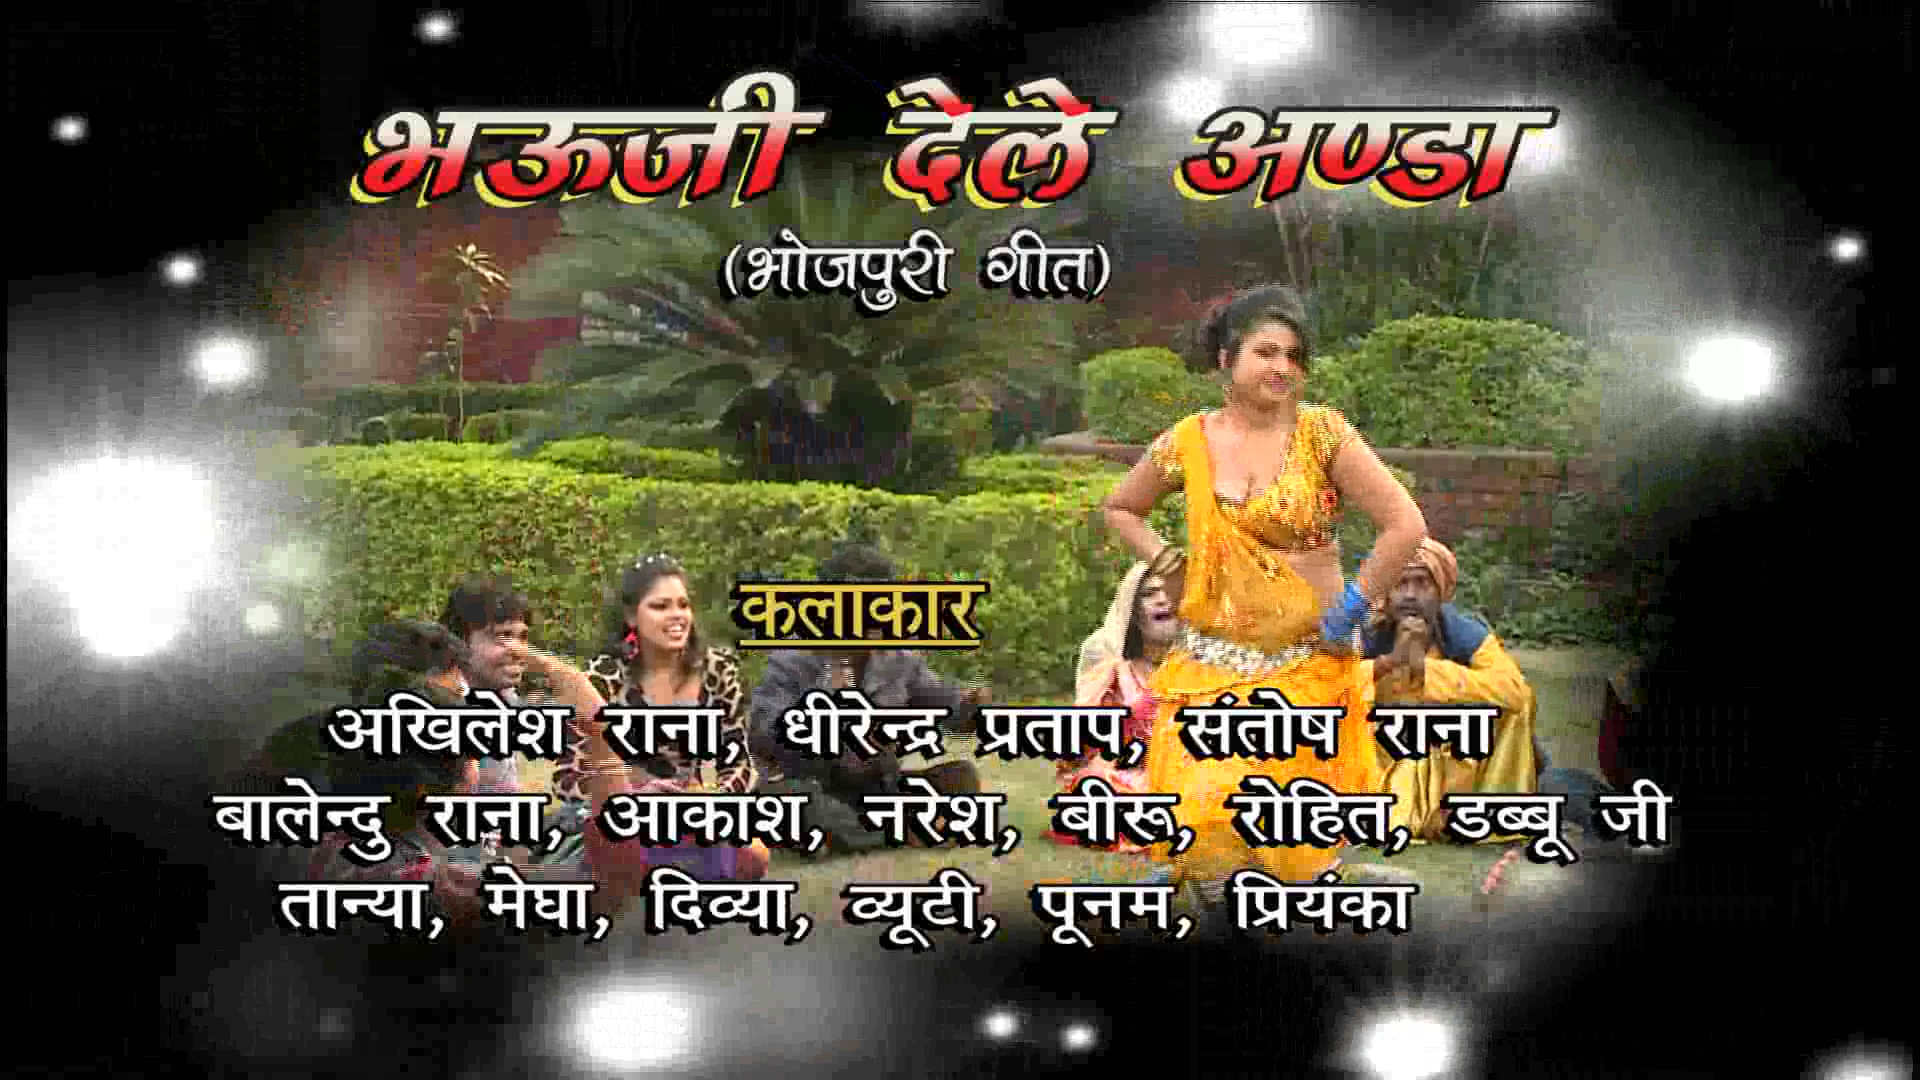 भऊजी देले अण्डा
(भोजपुरी गीत)
कलाकार
अखिलेश राना, धीरेन्द्र प्रताप, संतोष राना
बालेन्दु राना, आकाश, नरेश, बीरू, रोहित, डब्बू जी
तान्या, मेघा, दिव्या, व्यूटी, पूनम, प्रियंका